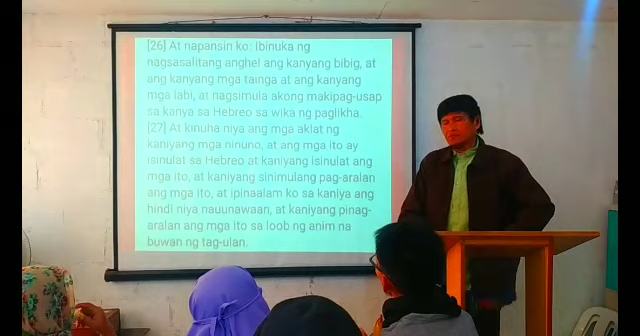 [26] At napansin ko: Ibinuka ng
nagsasalitang anghel ang kanyang bibig, at
ang kanyang mga tainga at ang kanyang
mga labi, at nagsimula akong makipag-usap
sa kanya sa Hebreo sa wika ng paglikha.
[27] At kinuha niya ang mga aklat ng
kaniyang mga ninuno, at ang mga ito ay
isinulat sa Hebreo at kaniyang isinulat ang
mga ito, at kaniyang sinimulang pag-aralan
ang mga ito, at ipinaalam ko sa kaniya ang
hindi niya nauunawaan, at kaniyang pinag-
aralan ang mga ito sa loob ng anim na
buwan ng tag-ulan.